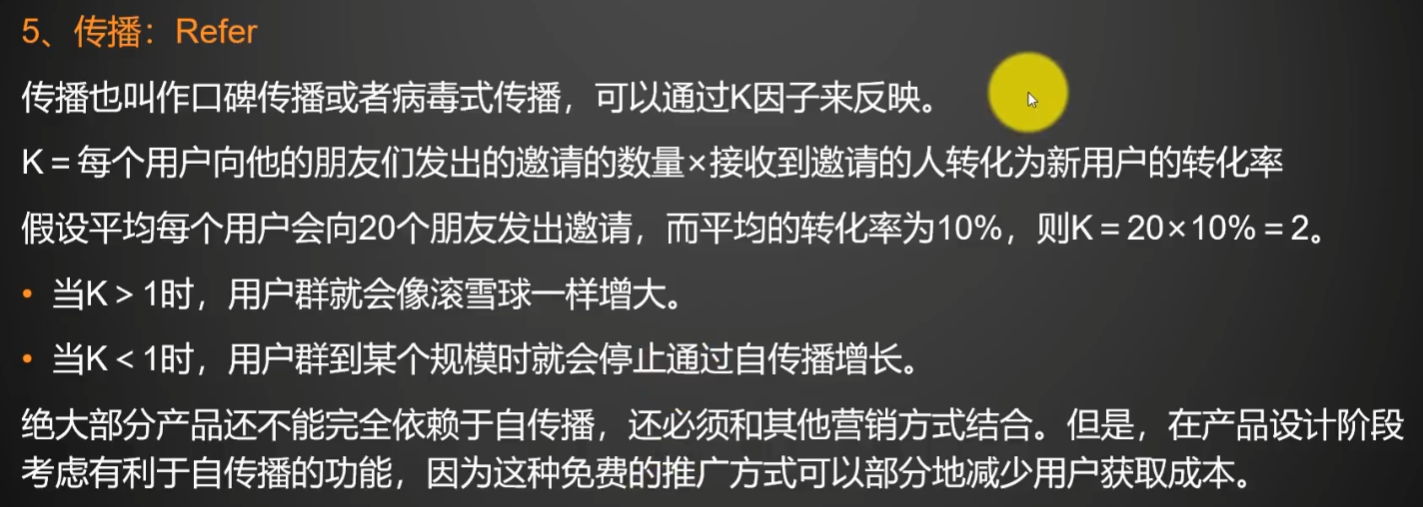 5、传播：Refer
传播也叫作口碑传播或者病毒式传播，可以通过K因子来反映。
K = 每个用户向他的朋友们发出的邀请的数量×接收到邀请的人转化为新用户的转化率
假设平均每个用户会向20个朋友发出邀请，而平均的转化率为10%，则K = 20×10% = 2。
• 当K > 1时，用户群就会像滚雪球一样增大。
• 当K < 1时，用户群到某个规模时就会停止通过自传播增长。
绝大部分产品还不能完全依赖于自传播，还必须和其他营销方式结合。但是，在产品设计阶段
考虑有利于自传播的功能，因为这种免费的推广方式可以部分地减少用户获取成本。